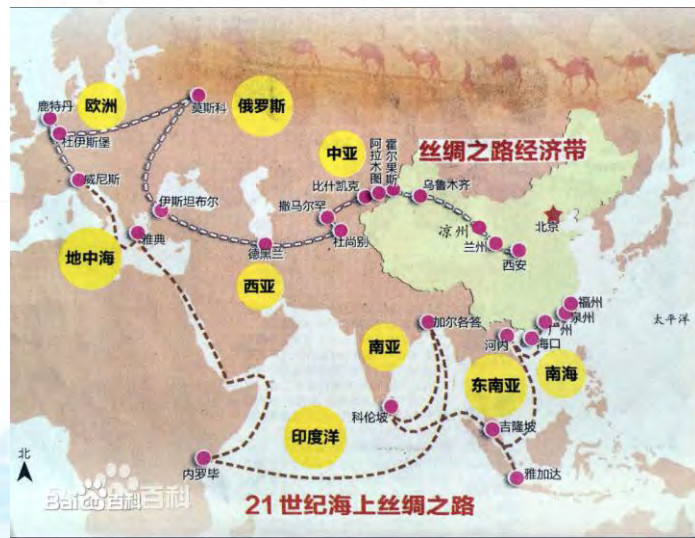 欧洲
俄罗斯
鹿特丹
莫斯科
杜伊斯堡
中亚
阿拉木图
霍尔果斯
丝绸之路经济带
威尼斯
比什凯克
乌鲁木齐
伊斯坦布尔
撒马尔罕
凉州
北京
雅典
杜尚别
兰州
西安
地中海
德黑兰
西亚
福州
泉州
广州
太平洋
加尔各答
河内
海口
南亚
东南亚
南海
科伦坡
吉隆坡
印度洋
北
内罗毕
雅加达
Bai百科百科
21世纪海上丝绸之路